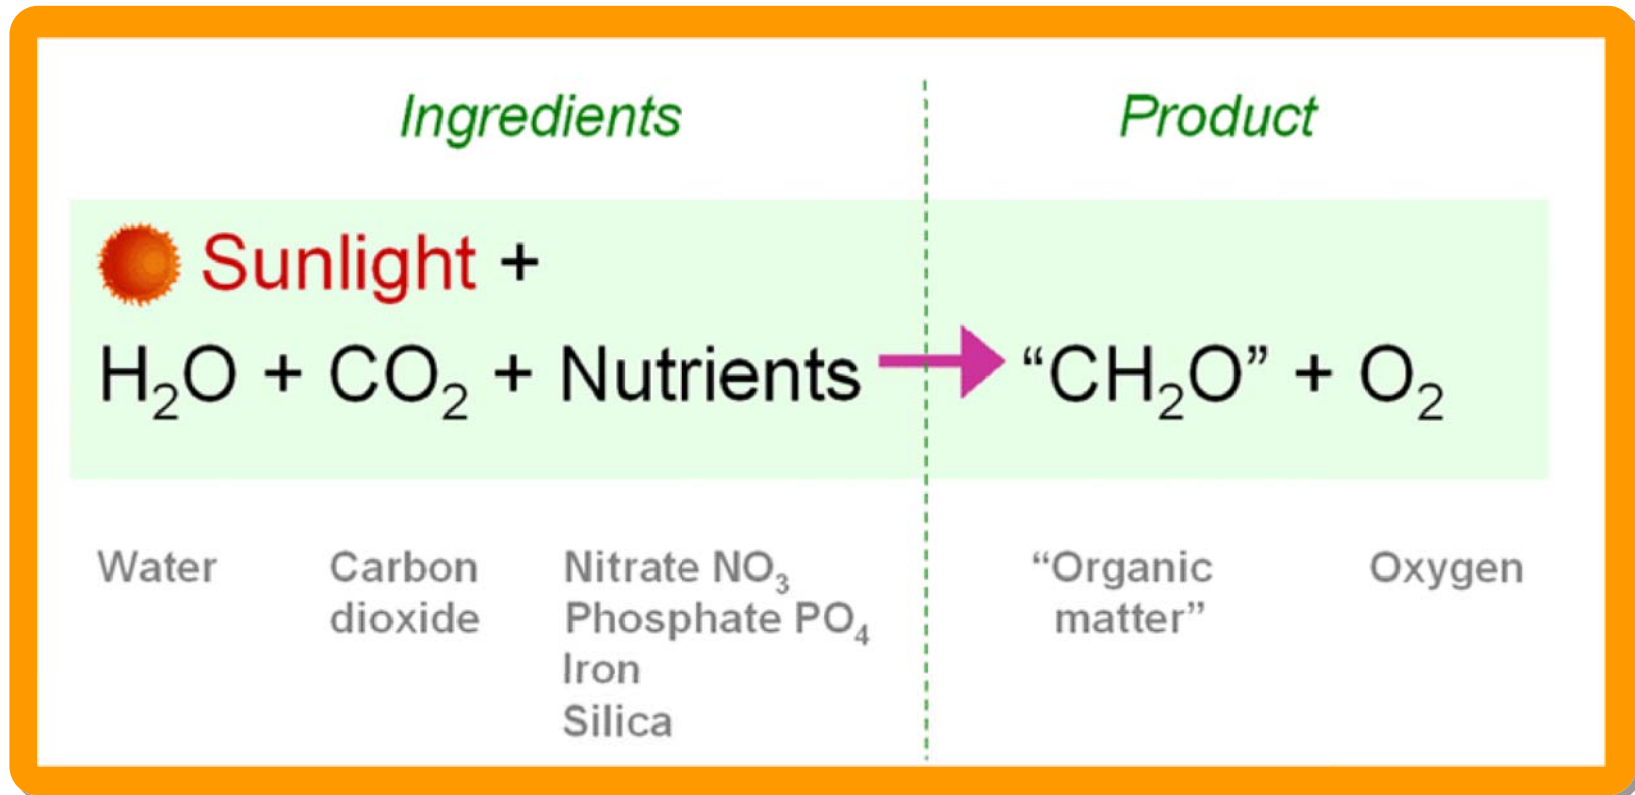 Ingredients
Product
Sunlight +
H₂O + CO₂ + Nutrients
“CH₂O” + O₂
Water
Carbon
dioxide
Nitrate NO₃
Phosphate PO₄
Iron
Silica
“Organic
matter”
Oxygen